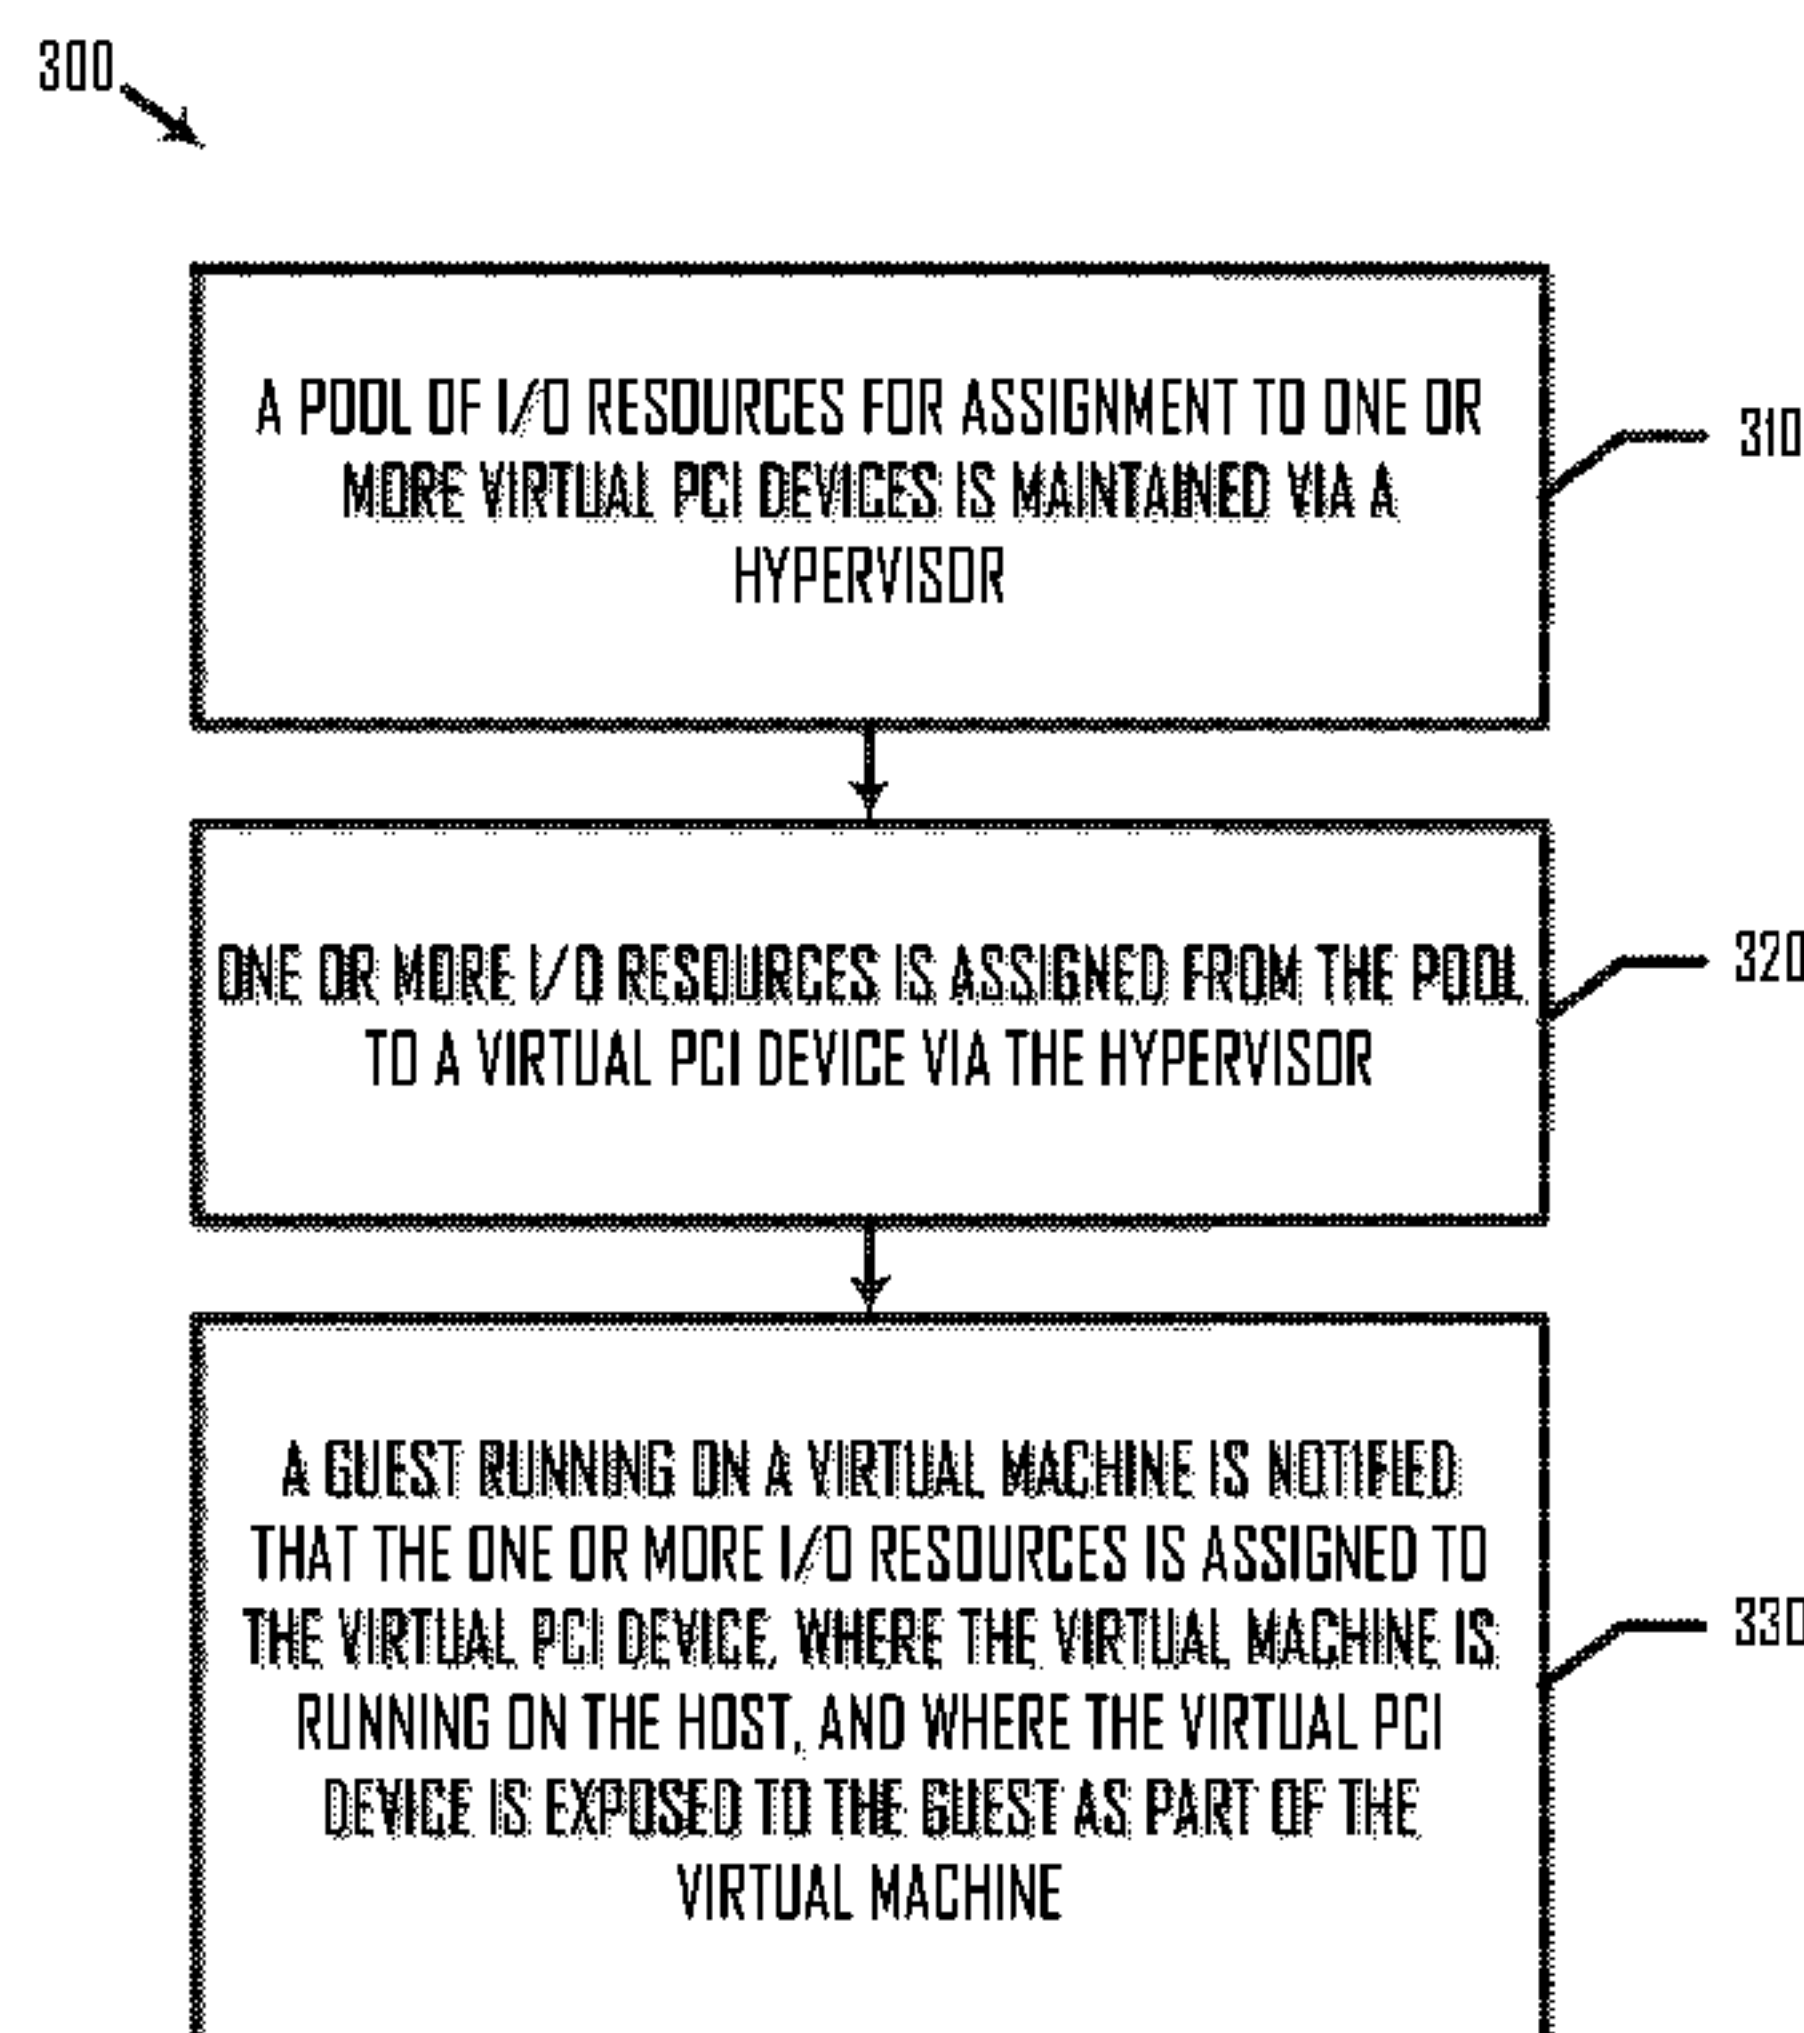 300
A POOL OF I/O RESOURCES FOR ASSIGNMENT TO ONE OR
MORE VIRTUAL PCI DEVICES IS MAINTAINED VIA A
HYPERVISOR
310
ONE OR MORE I/O RESOURCES IS ASSIGNED FROM THE POOL
TO A VIRTUAL PCI DEVICE VIA THE HYPERVISOR
320
A GUEST RUNNING ON A VIRTUAL MACHINE IS NOTIFIED
THAT THE ONE OR MORE I/O RESOURCES IS ASSIGNED TO
THE VIRTUAL PCI DEVICE, WHERE THE VIRTUAL MACHINE IS
RUNNING ON THE HOST, AND WHERE THE VIRTUAL PCI
DEVICE IS EXPOSED TO THE GUEST AS PART OF THE
VIRTUAL MACHINE
330